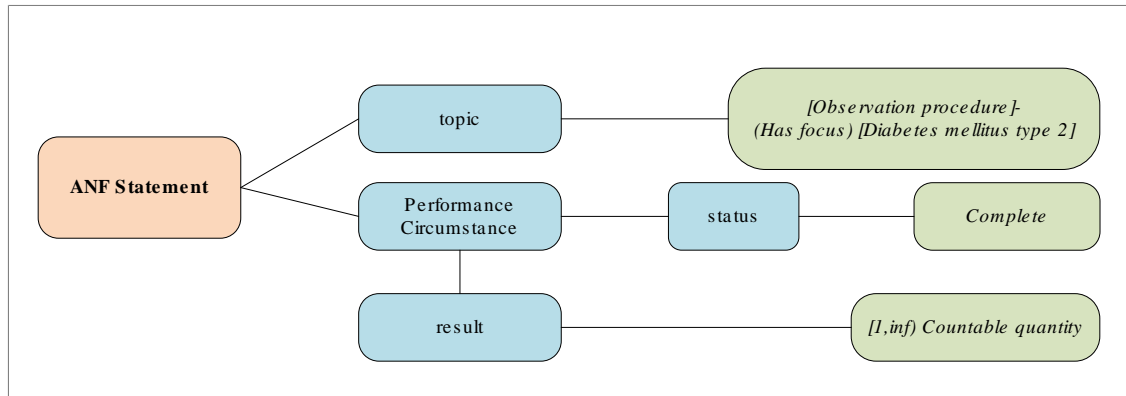 topic
[Observation procedure]-
(Has focus) [Diabetes mellitus type 2]
ANF Statement
Performance
Circumstance
status
Complete
result
[1,inf) Countable quantity